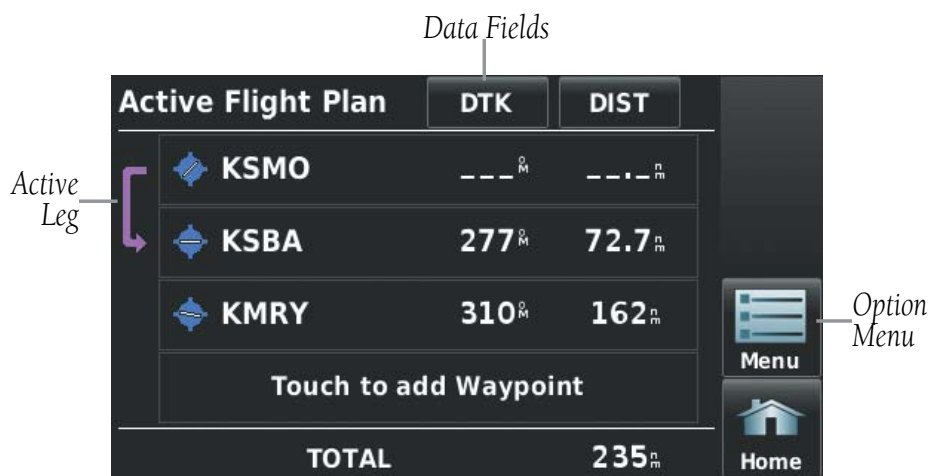 Data Fields
Active Flight Plan DTK DIST
KSMO _ _ _°M _ _._nm
Active
Leg
KSBA 277°M 72.7nm
KMRY 310°M 162nm
Option
Menu
Menu
Touch to add Waypoint
TOTAL 235nm
Home